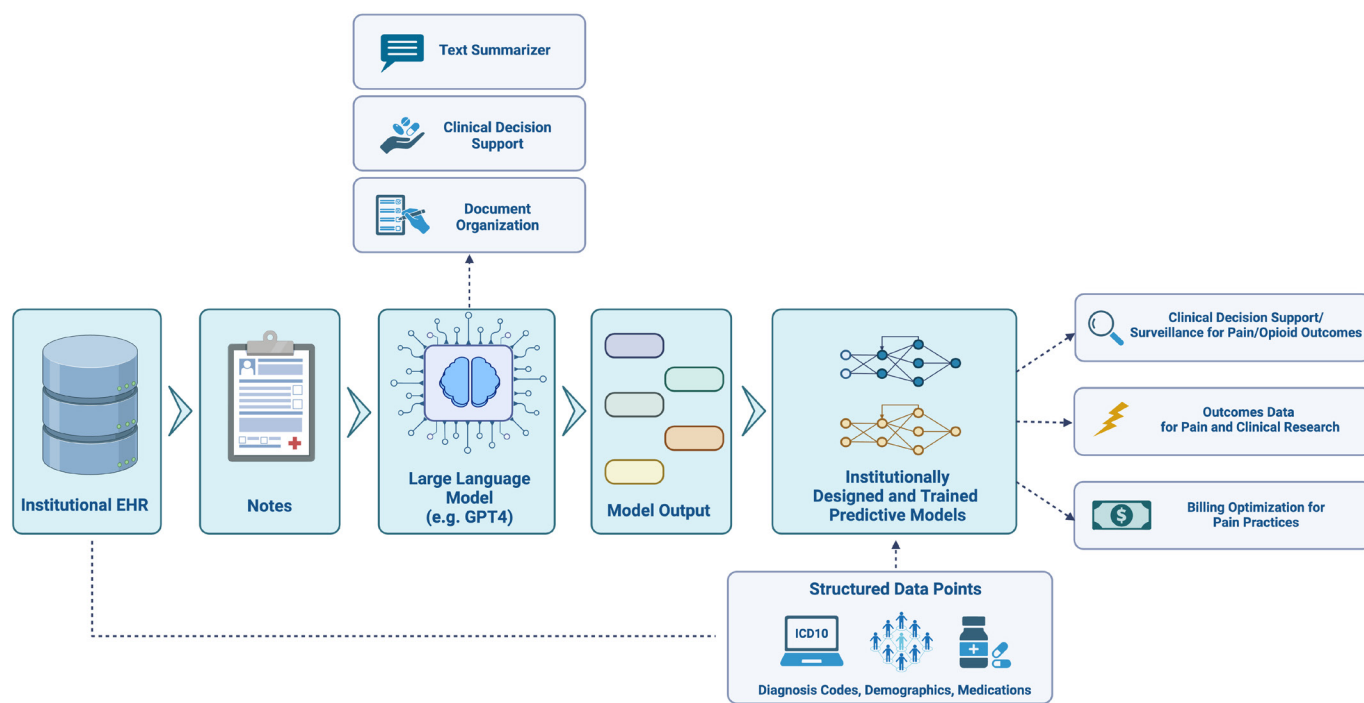 Text Summarizer
Clinical Decision
Support
Document
Organization
Institutional EHR
Notes
Large Language
Model
(e.g. GPT4)
Model Output
Institutionally
Designed and Trained
Predictive Models
Clinical Decision Support/
Surveillance for Pain/Opioid Outcomes
Outcomes Data
for Pain and Clinical Research
$
Billing Optimization for
Pain Practices
Structured Data Points
ICD10
Diagnosis Codes, Demographics, Medications